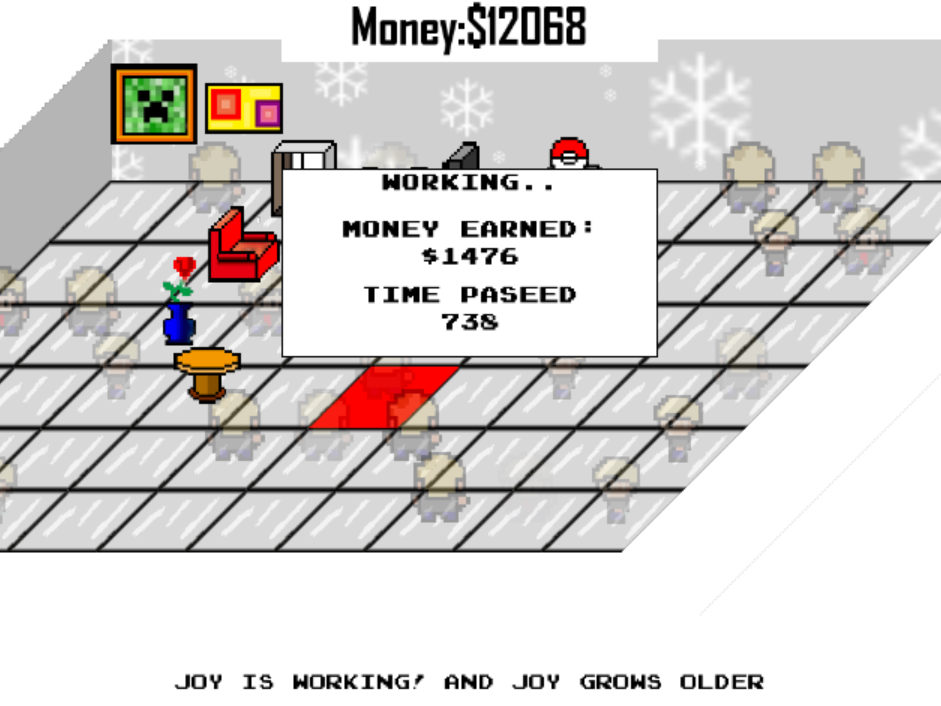 Money:$12068
WORKING..
MONEY EARNED:
$1476
TIME PASEED
738
JOY IS WORKING! AND JOY GROWS OLDER